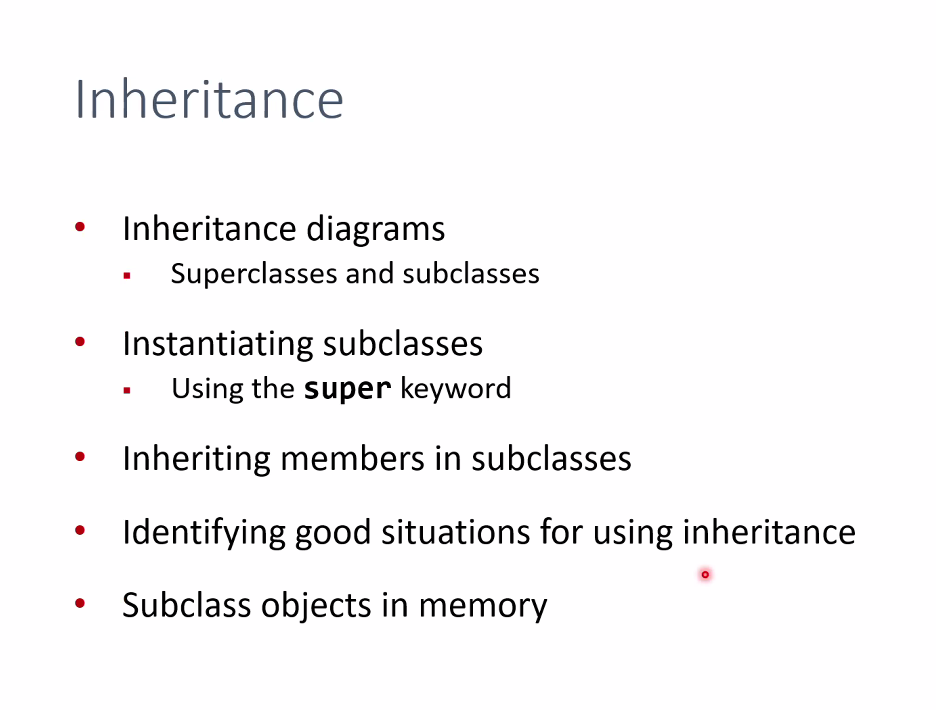 Inheritance
• Inheritance diagrams
▪ Superclasses and subclasses
• Instantiating subclasses
▪ Using the super keyword
• Inheriting members in subclasses
• Identifying good situations for using inheritance
• Subclass objects in memory